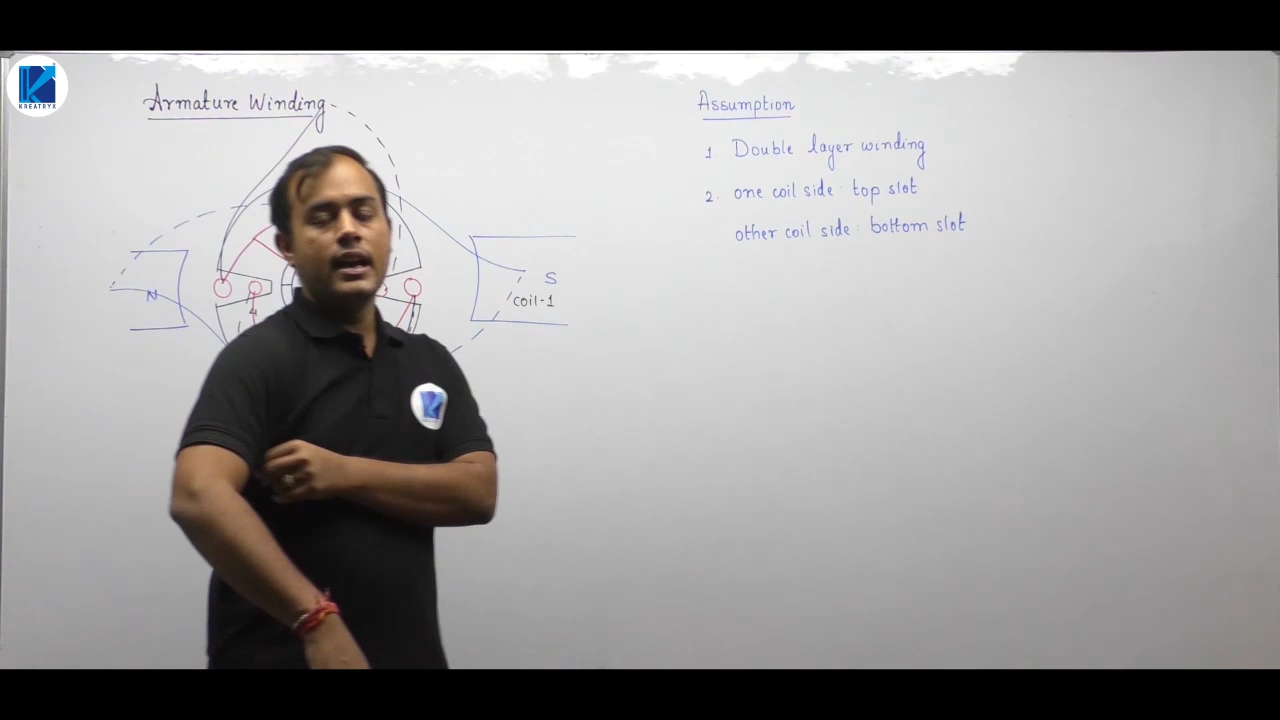 KREATRYX
Armature Winding
N
4
S
coil-1
Assumption
1. Double layer winding
2. one coil side: top slot
other coil side: bottom slot